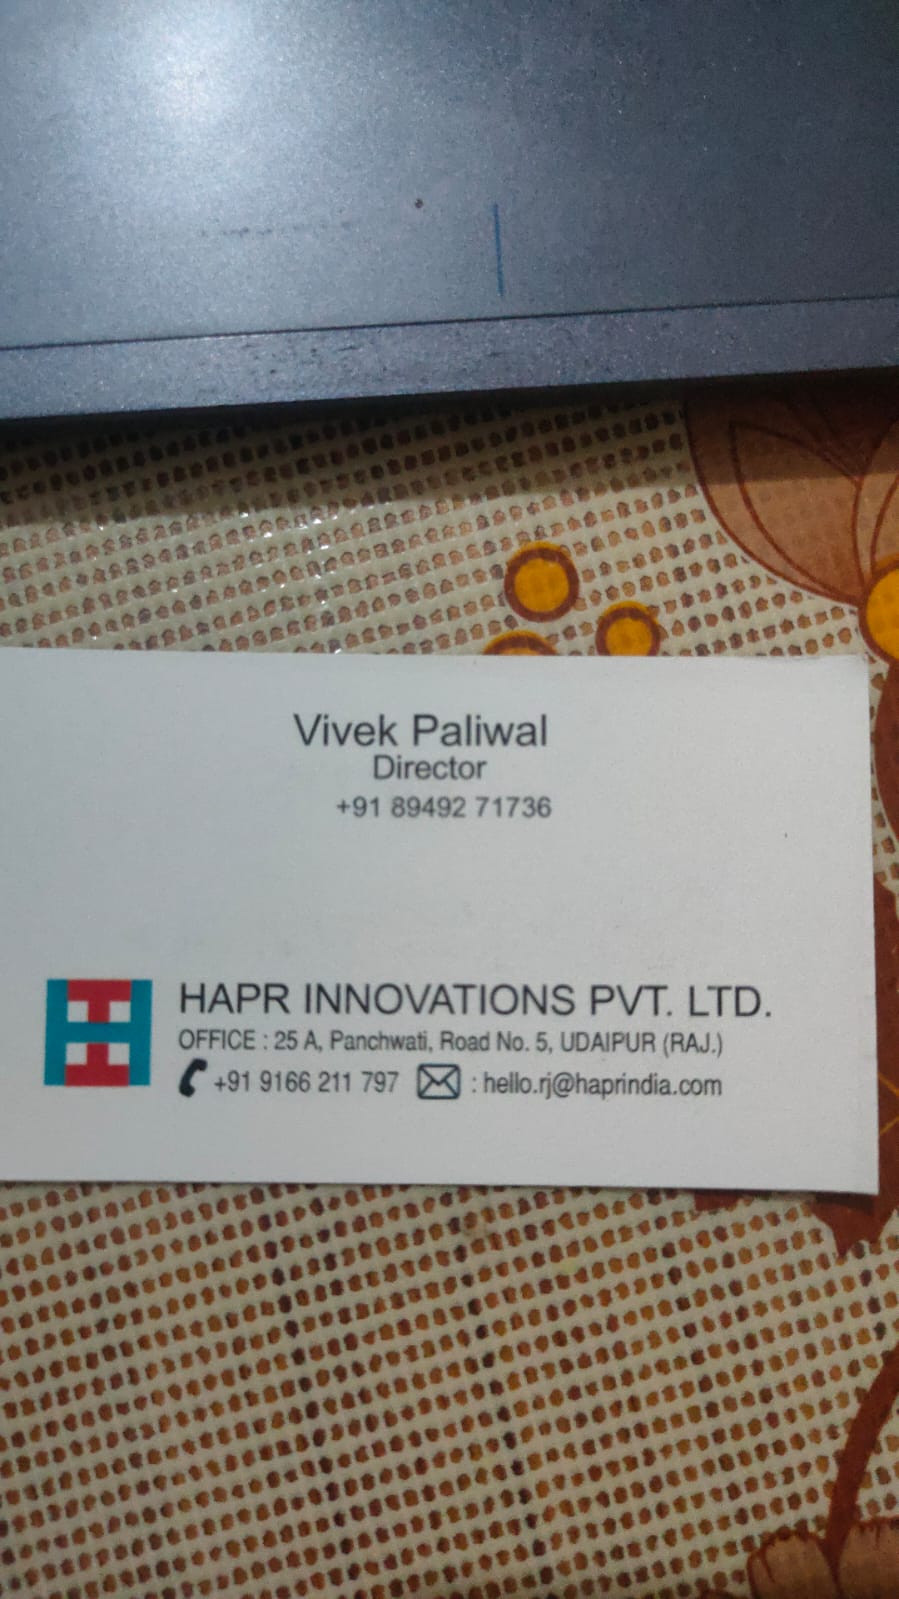 Vivek Paliwal
Director
+91 89492 71736
HAPR INNOVATIONS PVT. LTD.
OFFICE : 25 A, Panchwati, Road No. 5, UDAIPUR (RAJ.)
+91 9166 211 797 : hello.rj@haprindia.com